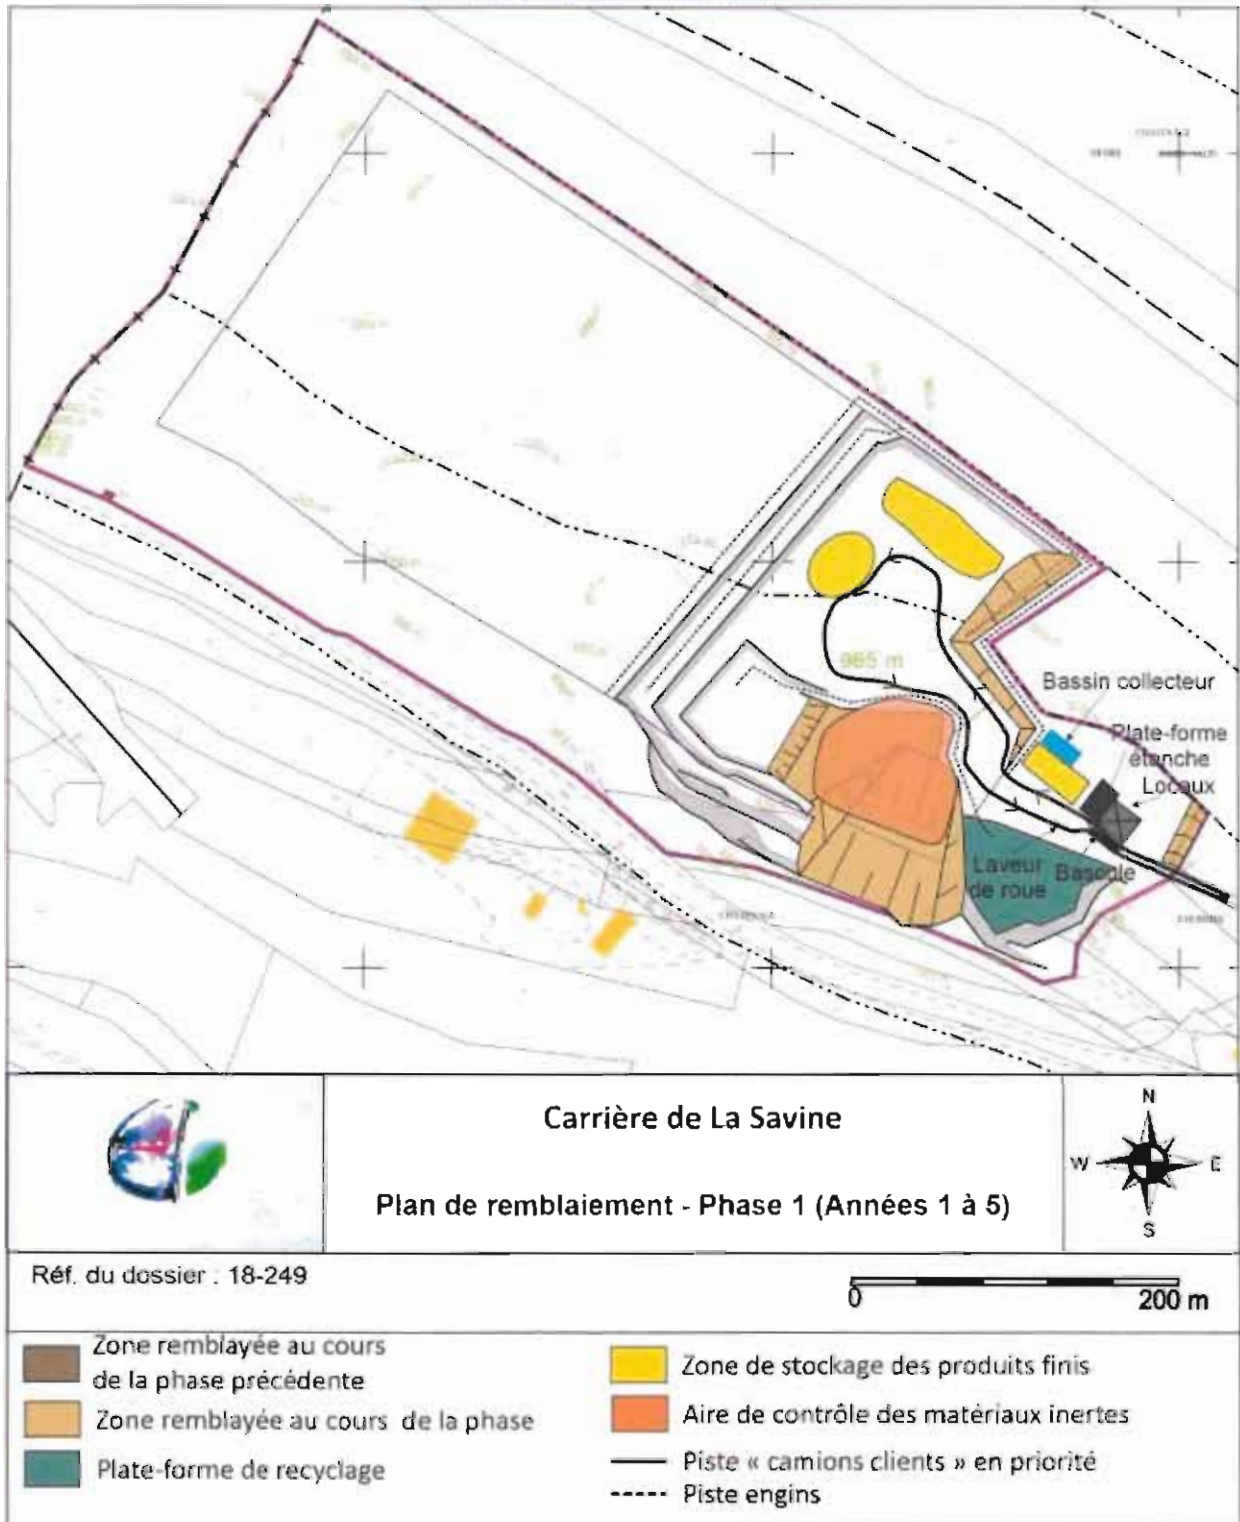 965 m
Bassin collecteur
Plate-forme
étanche
Locaux
Laveur
de roue
Bascule
Carrière de La Savine
Plan de remblaiement - Phase 1 (Années 1 à 5)
N
W
E
S
Réf. du dossier : 18-249
0
200 m
Zone remblayée au cours
de la phase précédente
Zone remblayée au cours de la phase
Plate-forme de recyclage
Zone de stockage des produits finis
Aire de contrôle des matériaux inertes
Piste « camions clients » en priorité
Piste engins